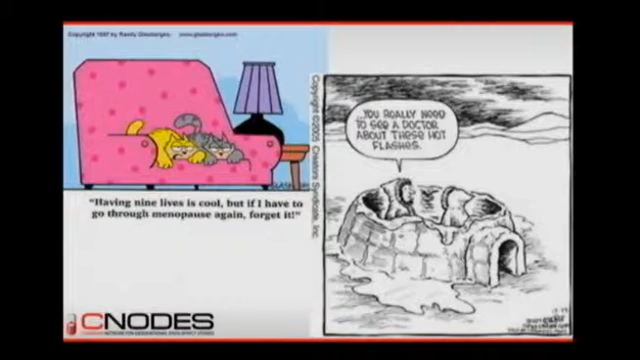 Copyright 1997 by Randy Glasbergen. www.glasbergen.com
"Having nine lives is cool, but if I have to
go through menopause again, forget it!"
Copyright ©2005 Creators Syndicate, Inc.
...YOU REALLY NEED
TO SEE A DOCTOR
ABOUT THESE HOT
FLASHES.
CNODES